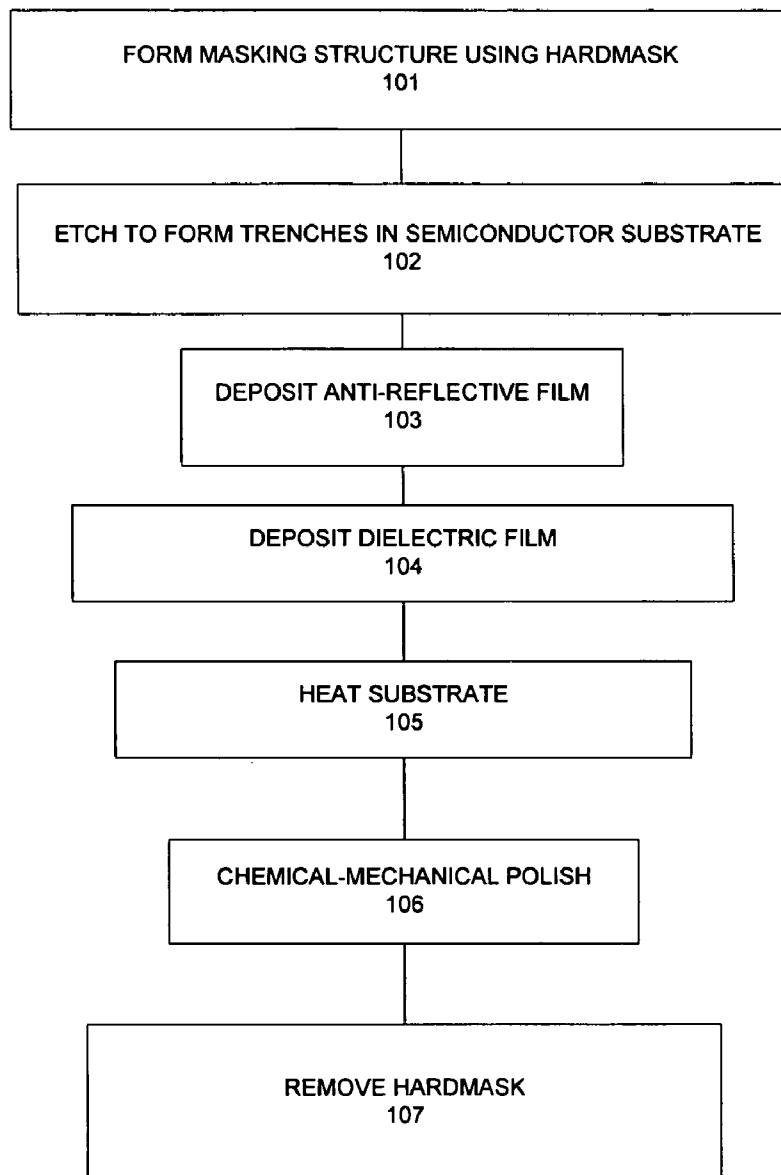 FORM MASKING STRUCTURE USING HARDMASK
101
ETCH TO FORM TRENCHES IN SEMICONDUCTOR SUBSTRATE
102
DEPOSIT ANTI-REFLECTIVE FILM
103
DEPOSIT DIELECTRIC FILM
104
HEAT SUBSTRATE
105
CHEMICAL-MECHANICAL POLISH
106
REMOVE HARDMASK
107